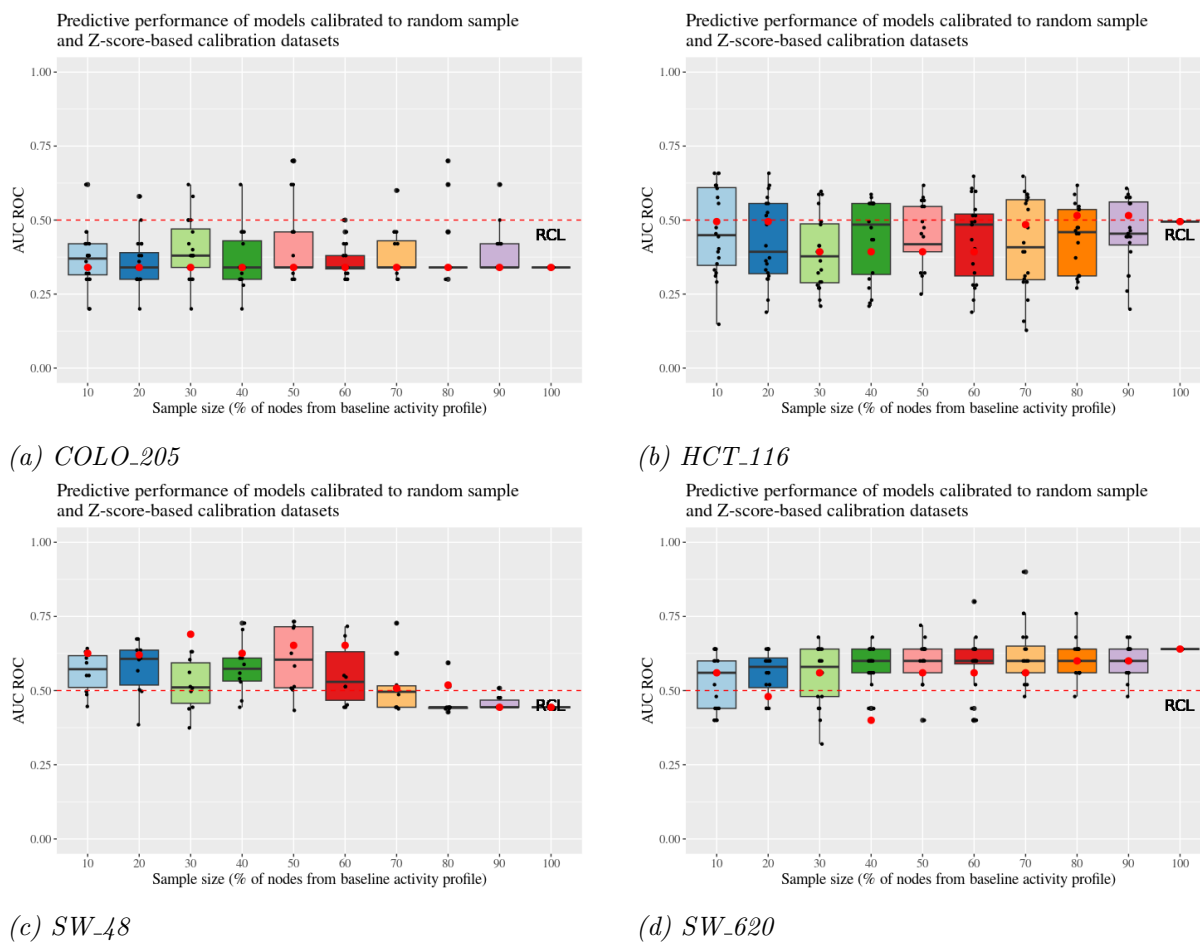 Predictive performance of models calibrated to random sample
and Z-score-based calibration datasets
AUC ROC
1.00
0.75
0.50
0.25
0.00
RCL
10 20 30 40 50 60 70 80 90 100
Sample size (% of nodes from baseline activity profile)
(a) COLO_205
Predictive performance of models calibrated to random sample
and Z-score-based calibration datasets
AUC ROC
1.00
0.75
0.50
0.25
0.00
RCL
10 20 30 40 50 60 70 80 90 100
Sample size (% of nodes from baseline activity profile)
(b) HCT_116
Predictive performance of models calibrated to random sample
and Z-score-based calibration datasets
AUC ROC
1.00
0.75
0.50
0.25
0.00
RCL
10 20 30 40 50 60 70 80 90 100
Sample size (% of nodes from baseline activity profile)
(c) SW_48
Predictive performance of models calibrated to random sample
and Z-score-based calibration datasets
AUC ROC
1.00
0.75
0.50
0.25
0.00
RCL
10 20 30 40 50 60 70 80 90 100
Sample size (% of nodes from baseline activity profile)
(d) SW_620